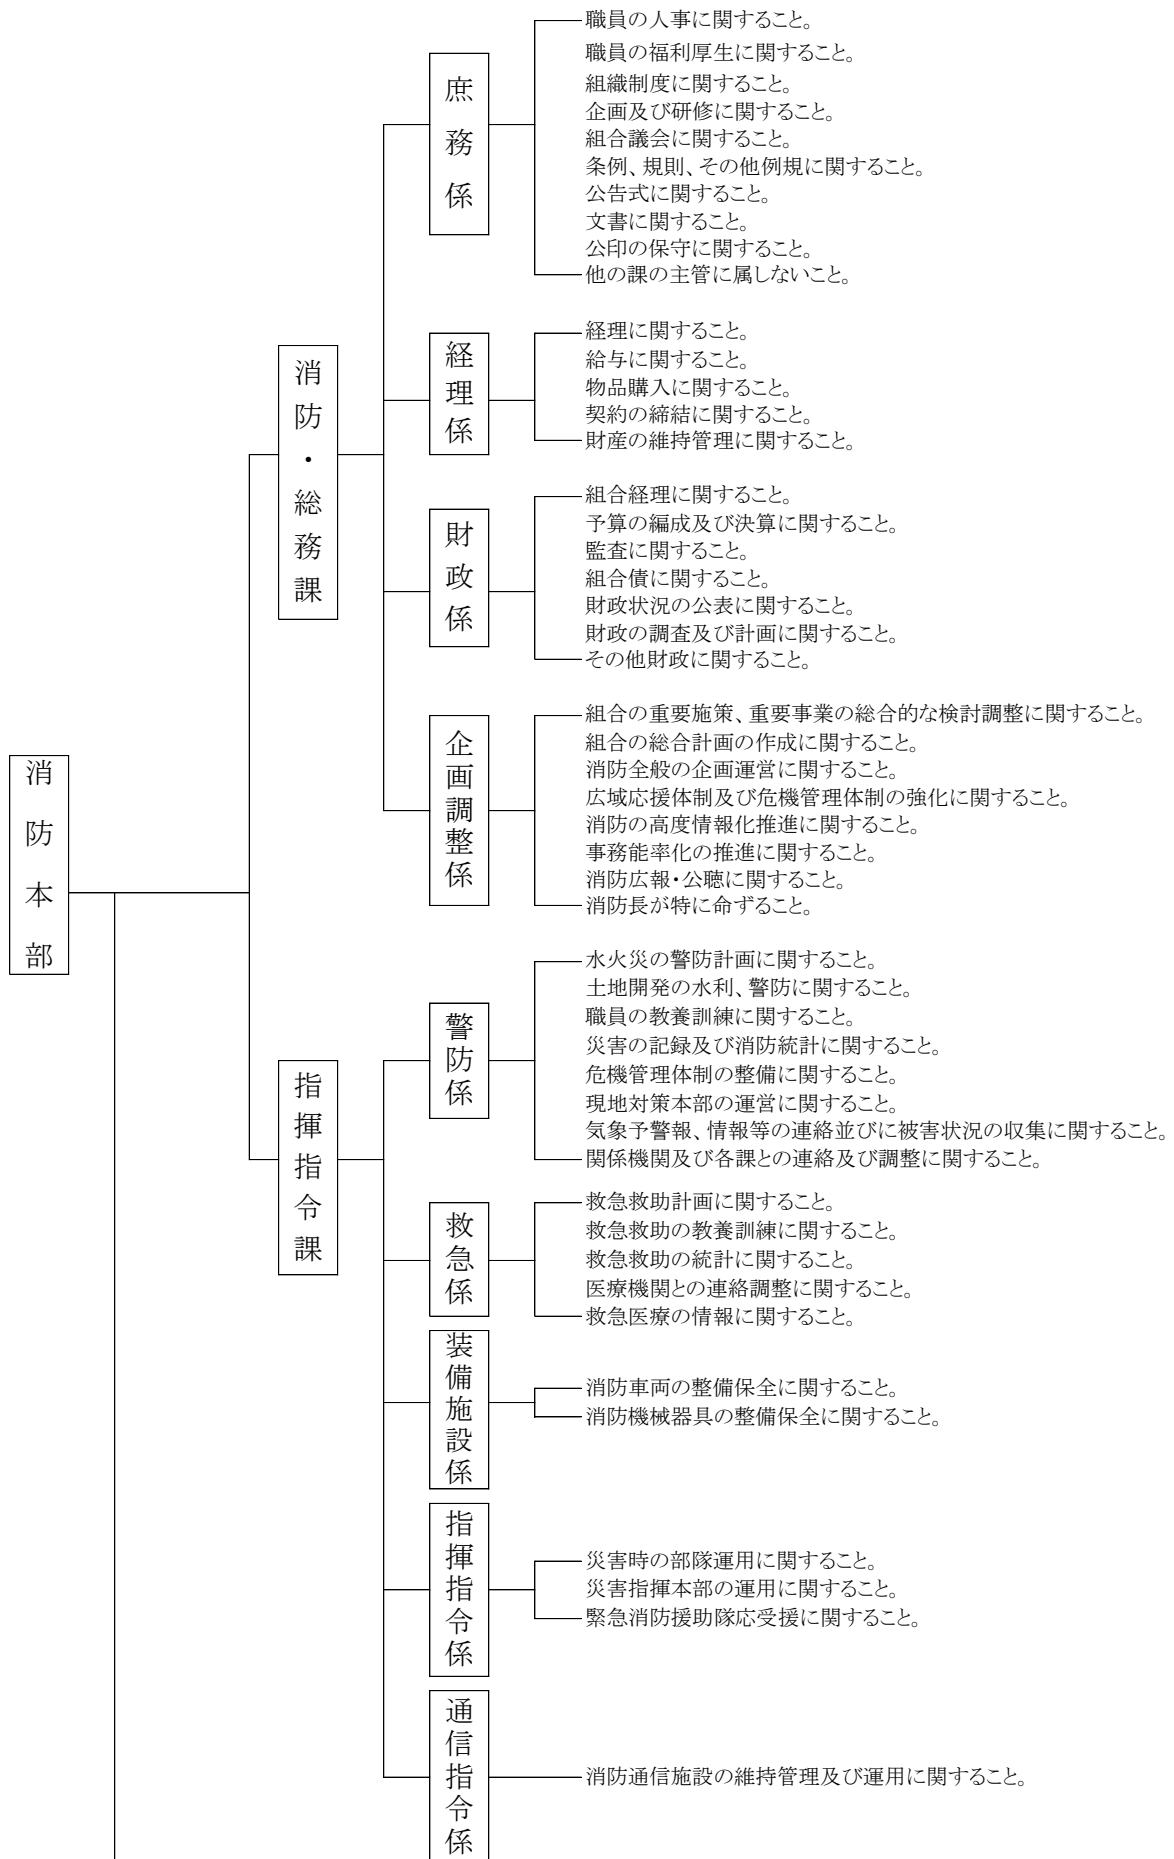 消防本部
消防・総務課
庶務係
職員の人事に関すること。
職員の福利厚生に関すること。
組織制度に関すること。
企画及び研修に関すること。
組合議会に関すること。
条例、規則、その他例規に関すること。
公告式に関すること。
文書に関すること。
公印の保守に関すること。
他の課の主管に属しないこと。
経理係
経理に関すること。
給与に関すること。
物品購入に関すること。
契約の締結に関すること。
財産の維持管理に関すること。
財政係
組合経理に関すること。
予算の編成及び決算に関すること。
監査に関すること。
組合債に関すること。
財政状況の公表に関すること。
財政の調査及び計画に関すること。
その他財政に関すること。
企画調整係
組合の重要施策、重要事業の総合的な検討調整に関すること。
組合の総合計画の作成に関すること。
消防全般の企画運営に関すること。
広域応援体制及び危機管理体制の強化に関すること。
消防の高度情報化推進に関すること。
事務能率化の推進に関すること。
消防広報・公聴に関すること。
消防長が特に命ずること。
指揮指令課
警防係
水火災の警防計画に関すること。
土地開発の水利、警防に関すること。
職員の教養訓練に関すること。
災害の記録及び消防統計に関すること。
危機管理体制の整備に関すること。
現地対策本部の運営に関すること。
気象予警報、情報等の連絡並びに被害状況の収集に関すること。
関係機関及び各課との連絡及び調整に関すること。
救急係
救急救助計画に関すること。
救急救助の教養訓練に関すること。
救急救助の統計に関すること。
医療機関との連絡調整に関すること。
救急医療の情報に関すること。
装備施設係
消防車両の整備保全に関すること。
消防機械器具の整備保全に関すること。
指揮指令係
災害時の部隊運用に関すること。
災害指揮本部の運用に関すること。
緊急消防援助隊応受援に関すること。
通信指令係
消防通信施設の維持管理及び運用に関すること。